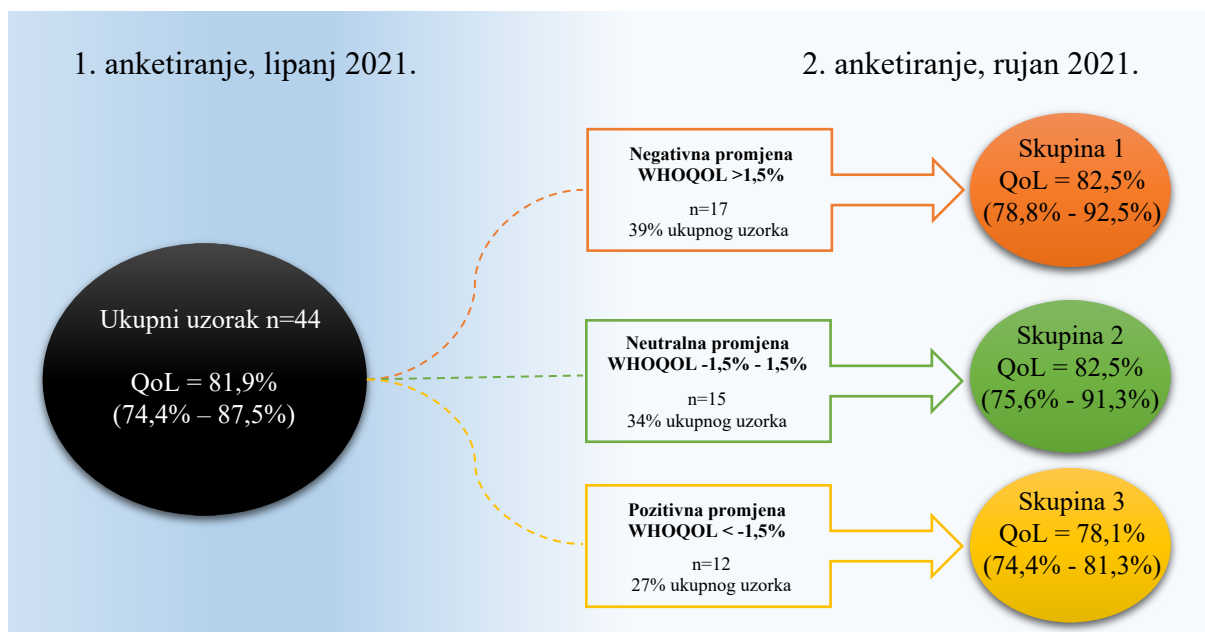 1. anketiranje, lipanj 2021.
2. anketiranje, rujan 2021.
Ukupni uzorak n=44
QoL = 81,9%
(74,4% – 87,5%)
Negativna promjena
WHOQOL >1,5%
n=17
39% ukupnog uzorka
Skupina 1
QoL = 82,5%
(78,8% - 92,5%)
Neutralna promjena
WHOQOL -1,5% - 1,5%
n=15
34% ukupnog uzorka
Skupina 2
QoL = 82,5%
(75,6% - 91,3%)
Pozitivna promjena
WHOQOL < -1,5%
n=12
27% ukupnog uzorka
Skupina 3
QoL = 78,1%
(74,4% - 81,3%)